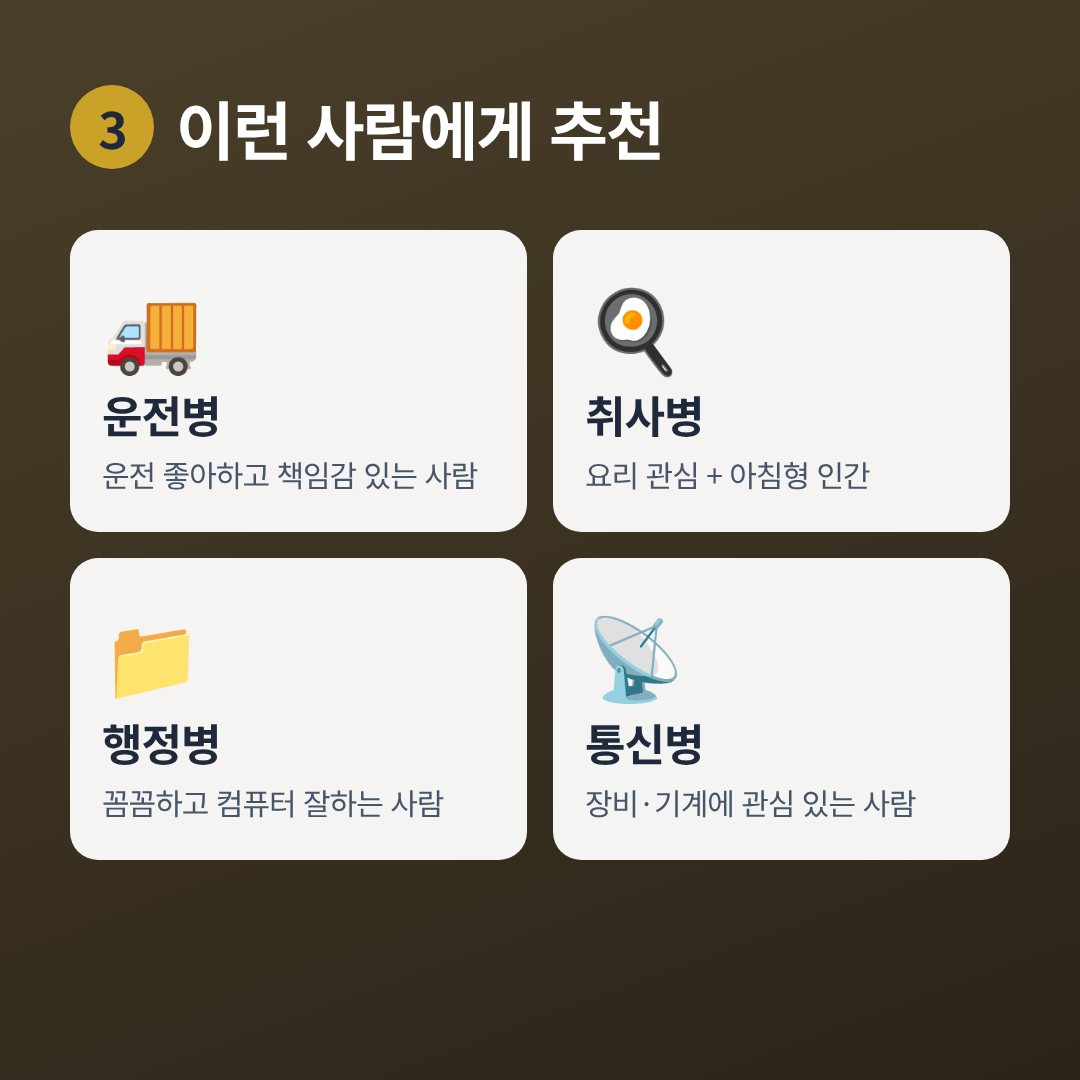 3 이런 사람에게 추천
운전병
운전 좋아하고 책임감 있는 사람
취사병
요리 관심 + 아침형 인간
행정병
꼼꼼하고 컴퓨터 잘하는 사람
통신병
장비·기계에 관심 있는 사람